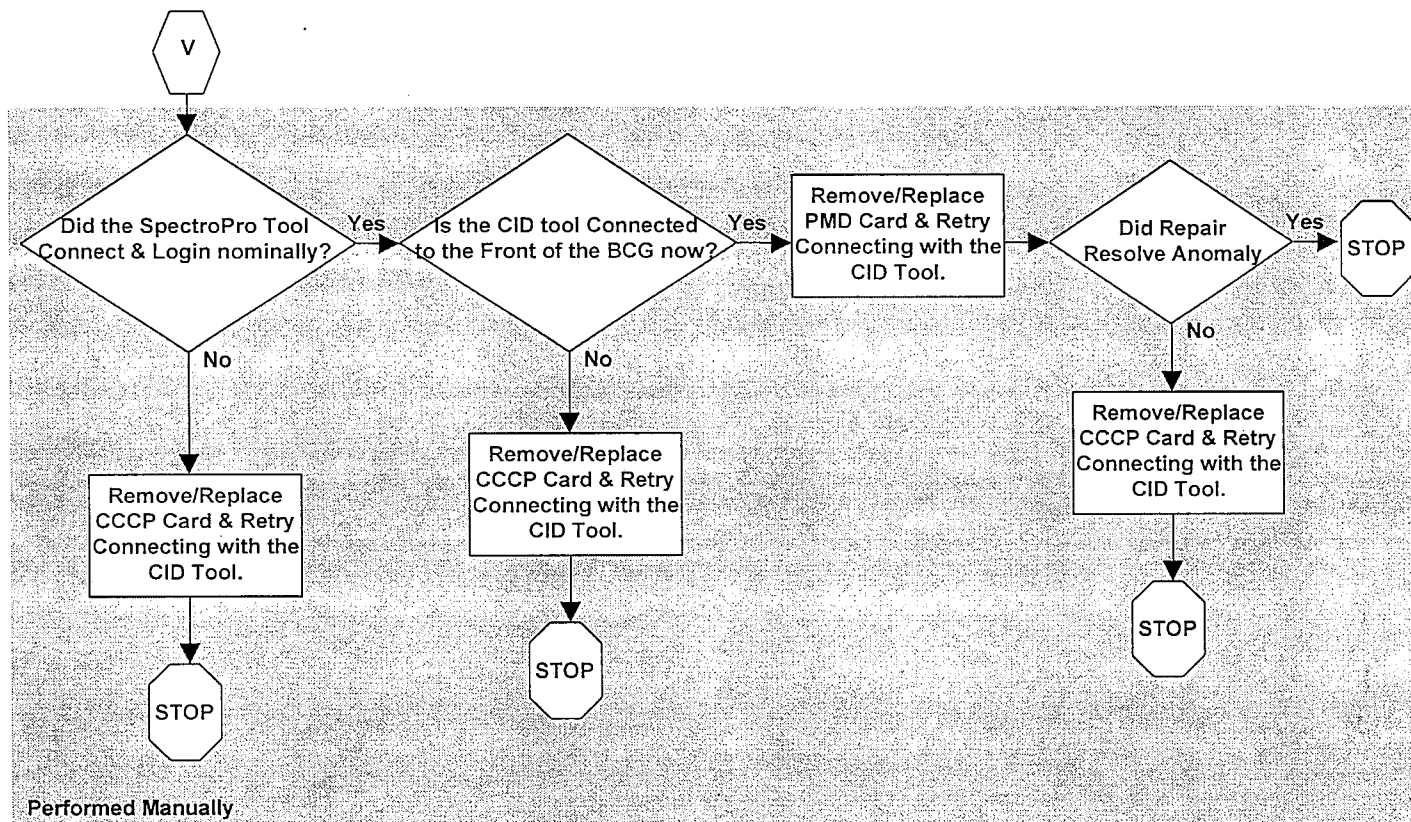 V
Did the SpectroPro Tool
Connect & Login nominally?
Yes
No
Is the CID tool Connected
to the Front of the BCG now?
Yes
No
Remove/Replace
PMD Card & Retry
Connecting with the
CID Tool.
Did Repair
Resolve Anomaly
Yes
STOP
No
Remove/Replace
CCCP Card & Retry
Connecting with the
CID Tool.
STOP
Remove/Replace
CCCP Card & Retry
Connecting with the
CID Tool.
STOP
Remove/Replace
CCCP Card & Retry
Connecting with the
CID Tool.
STOP
Performed Manually